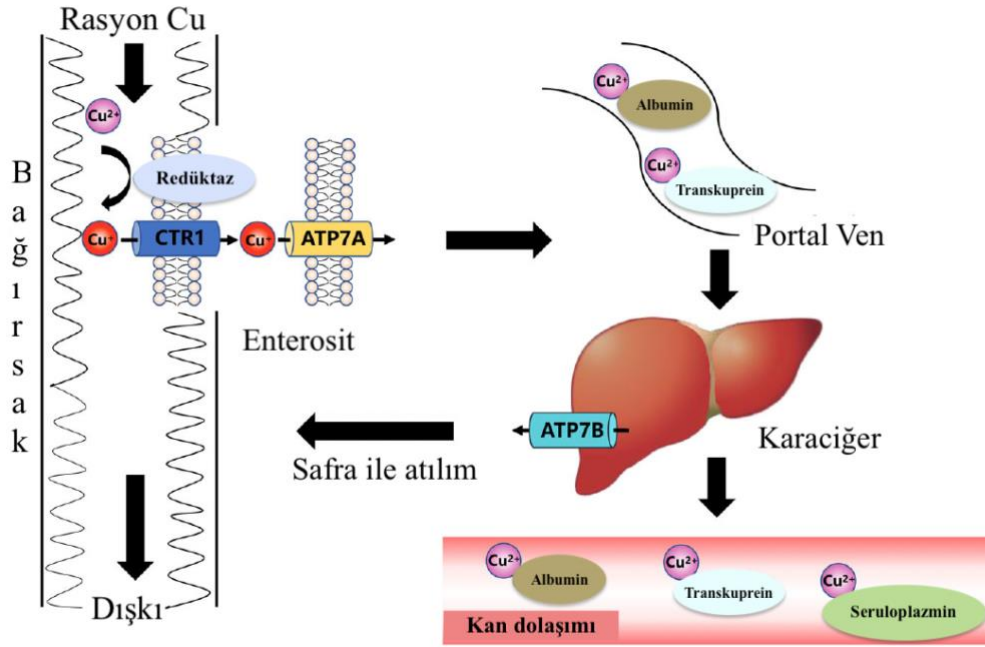 Rasyon Cu
Cu2+
Bağırsak
Redüktaz
Cu+
CTR1
Cu+
ATP7A
Enterosit
Cu2+
Albumin
Cu2+
Transkuprein
Portal Ven
Karaciğer
ATP7B
Safra ile atılım
Dışkı
Cu2+
Albumin
Cu2+
Transkuprein
Cu2+
Seruloplazmin
Kan dolaşımı